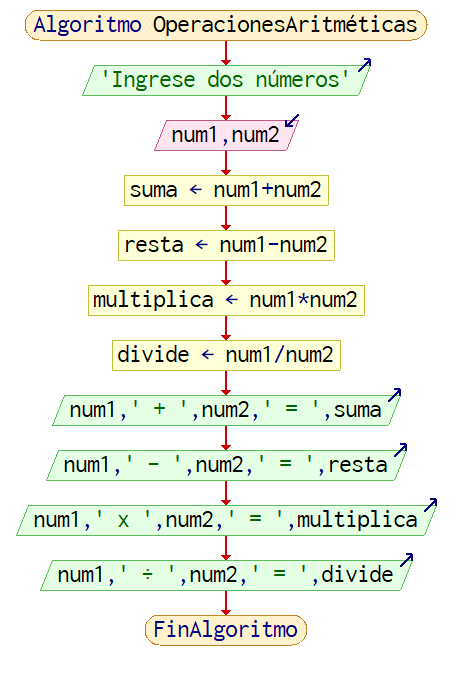 Algoritmo OperacionesAritméticas
'Ingrese dos números'
num1,num2
suma ← num1+num2
resta ← num1-num2
multiplica ← num1*num2
divide ← num1/num2
num1,' + ',num2,' = ',suma
num1,' - ',num2,' = ',resta
num1,' x ',num2,' = ',multiplica
num1,' ÷ ',num2,' = ',divide
FinAlgoritmo